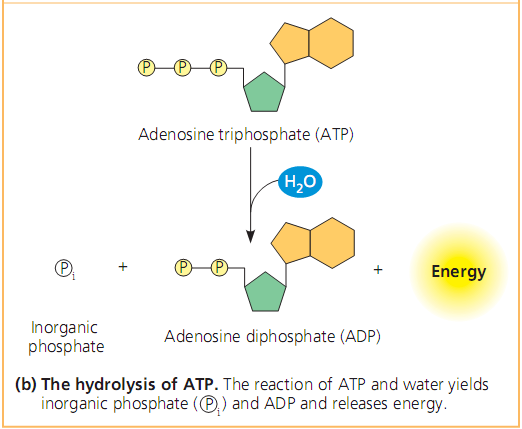 P P P
Adenosine triphosphate (ATP)
H₂O
Pᵢ + P P + Energy
Inorganic
phosphate
Adenosine diphosphate (ADP)
(b) The hydrolysis of ATP. The reaction of ATP and water yields
inorganic phosphate (Pᵢ) and ADP and releases energy.